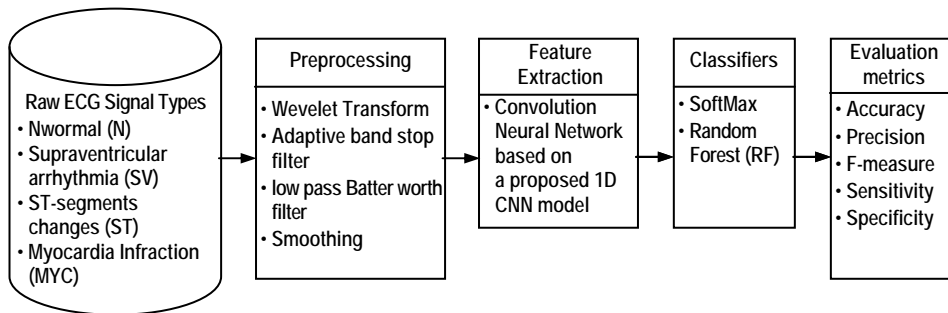 Raw ECG Signal Types
• Nwormal (N)
• Supraventricular
arrhythmia (SV)
• ST-segments
changes (ST)
• Myocardia Infraction
(MYC)
Preprocessing
• Wevelet Transform
• Adaptive band stop
filter
• low pass Batter worth
filter
• Smoothing
Feature
Extraction
• Convolution
Neural Network
based on
a proposed 1D
CNN model
Classifiers
• SoftMax
• Random
Forest (RF)
Evaluation
metrics
• Accuracy
• Precision
• F-measure
• Sensitivity
• Specificity